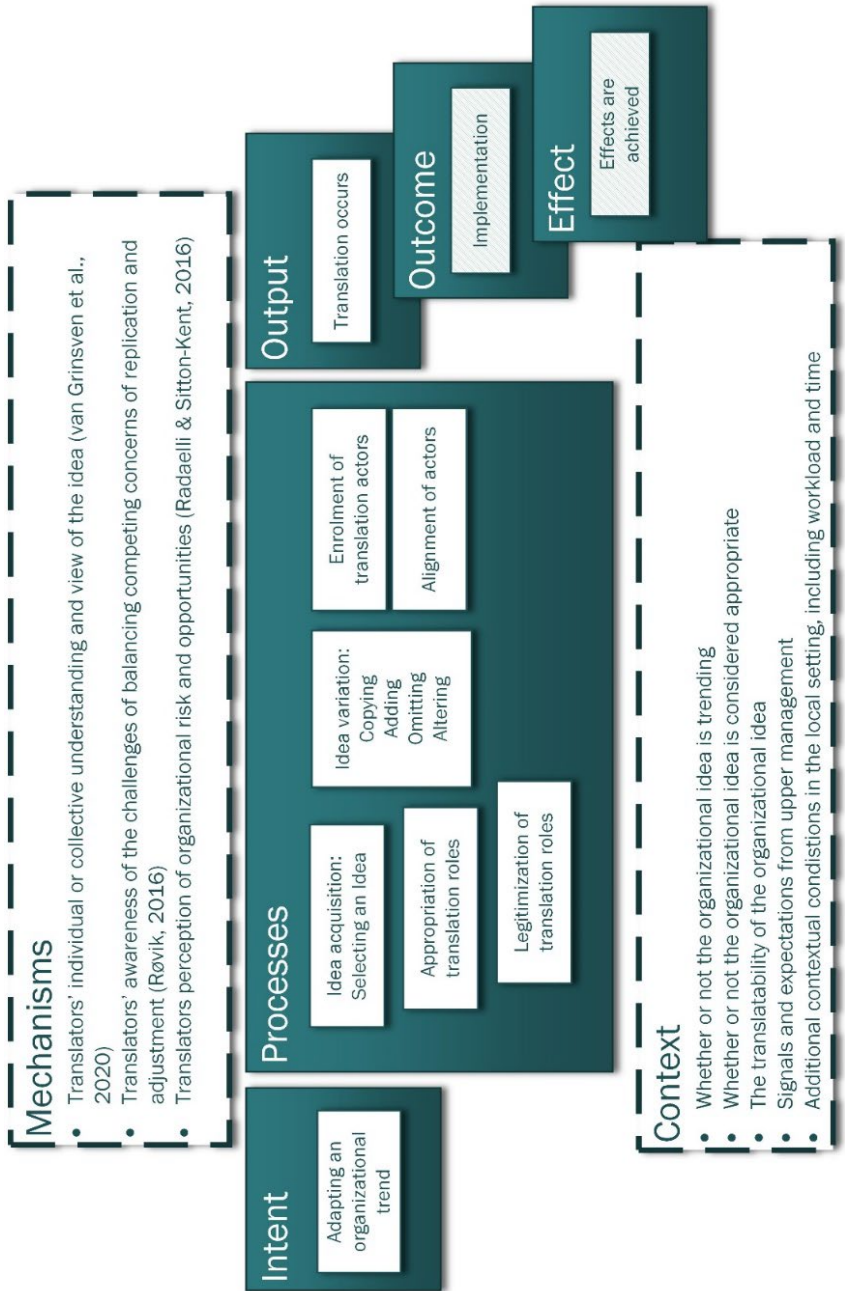 Mechanisms
• Translators' individual or collective understanding and view of the idea (van Grinsven et al.,
2020)
• Translators' awareness of the challenges of balancing competing concerns of replication and
adjustment (Røvik, 2016)
• Translators perception of organizational risk and opportunities (Radaelli & Sitton-Kent, 2016)
Intent
Adapting an
organizational
trend
Processes
Idea acquisition:
Selecting an Idea
Appropriation of
translation roles
Legitimization of
translation roles
Idea variation:
Copying
Adding
Omitting
Altering
Enrolment of
translation actors
Alignment of actors
Output
Translation occurs
Outcome
Implementation
Effect
Effects are
achieved
Context
• Whether or not the organizational idea is trending
• Whether or not the organizational idea is considered appropriate
• The translatability of the organizational idea
• Signals and expectations from upper management
• Additional contextual condistions in the local setting, including workload and time